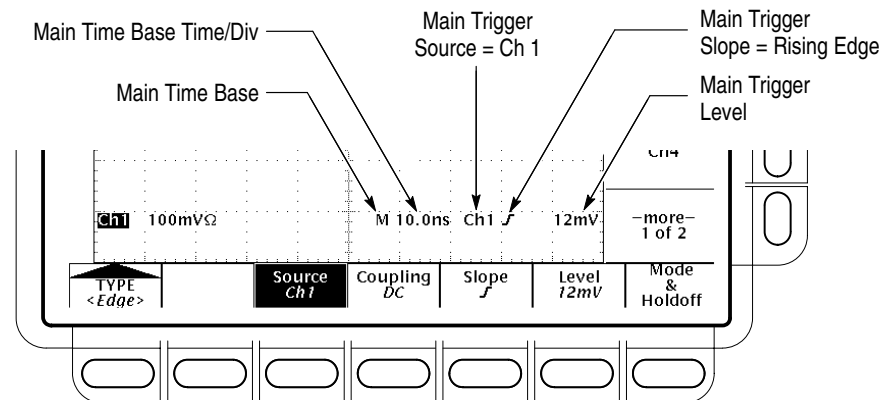 Main Time Base Time/Div
Main Time Base
Main Trigger
Source = Ch 1
Main Trigger
Slope = Rising Edge
Main Trigger
Level
Ch4
Ch1 100mVΩ M 10.0ns Ch1 12mV
–more–
1 of 2
TYPE
<Edge>
Source
Ch1
Coupling
DC
Slope
Level
12mV
Mode
&
Holdoff